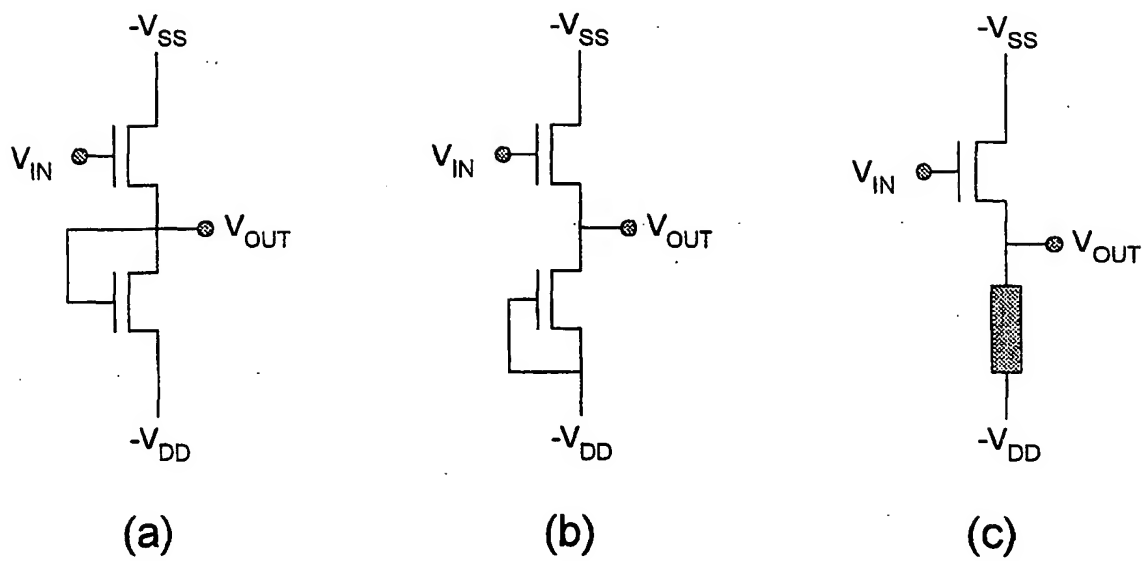 -V_SS -V_SS -V_SS
V_IN V_IN V_IN
V_OUT V_OUT V_OUT
-V_DD -V_DD -V_DD
(a) (b) (c)